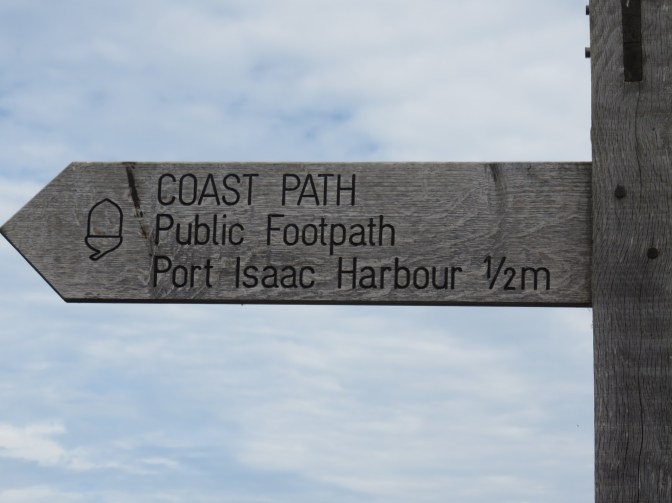 COAST PATH
Public Footpath
Port Isaac Harbour ½m